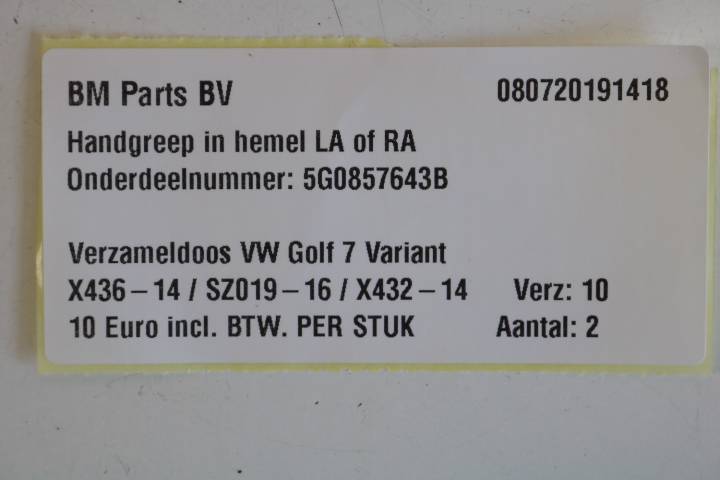 BM Parts BV 080720191418
Handgreep in hemel LA of RA
Onderdeelnummer: 5G0857643B
Verzameldoos VW Golf 7 Variant
X436 – 14 / SZ019 – 16 / X432 – 14 Verz: 10
10 Euro incl. BTW. PER STUK Aantal: 2